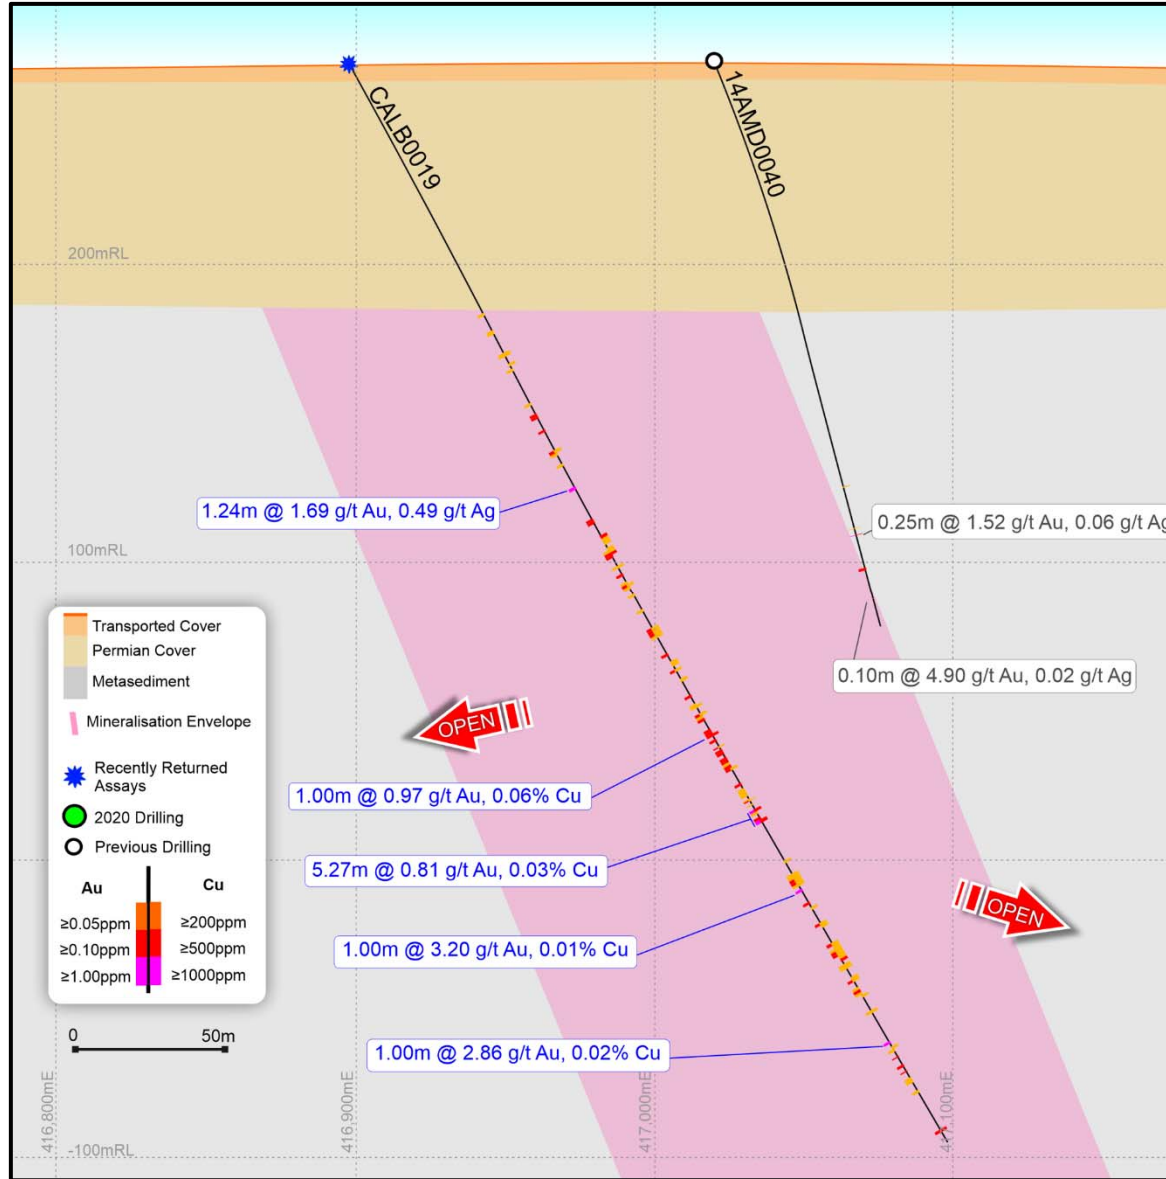 CALB0019
14AMD0040
200mRL
1.24m @ 1.69 g/t Au, 0.49 g/t Ag
0.25m @ 1.52 g/t Au, 0.06 g/t Ag
100mRL
Transported Cover
Permian Cover
Metasediment
Mineralisation Envelope
Recently Returned
Assays
2020 Drilling
Previous Drilling
Au Cu
≥0.05ppm ≥200ppm
≥0.10ppm ≥500ppm
≥1.00ppm ≥1000ppm
0.10m @ 4.90 g/t Au, 0.02 g/t Ag
OPEN
1.00m @ 0.97 g/t Au, 0.06% Cu
5.27m @ 0.81 g/t Au, 0.03% Cu
OPEN
1.00m @ 3.20 g/t Au, 0.01% Cu
1.00m @ 2.86 g/t Au, 0.02% Cu
0 50m
416,800mE
416,900mE
417,000mE
417,100mE
-100mRL